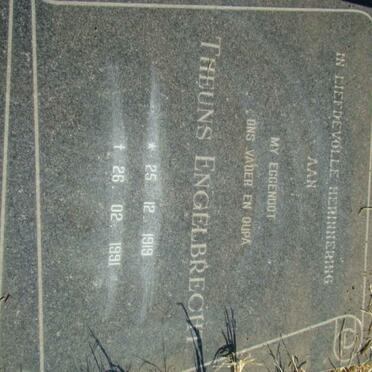 IN LIEFDEVOLLE HERINNERING
AAN
MY EGGENOOT
ONS VADER EN OUPA
THEUNS ENGELBRECHT
* 25 12 1919
† 26 02 1991